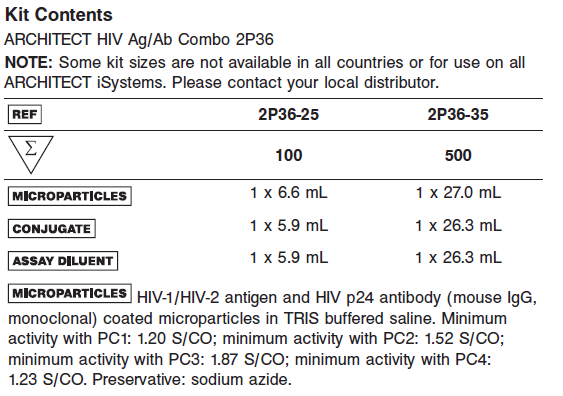 Kit Contents
ARCHITECT HIV Ag/Ab Combo 2P36
NOTE: Some kit sizes are not available in all countries or for use on all
ARCHITECT iSystems. Please contact your local distributor.
REF 2P36-25 2P36-35
Σ 100 500
MICROPARTICLES 1 x 6.6 mL 1 x 27.0 mL
CONJUGATE 1 x 5.9 mL 1 x 26.3 mL
ASSAY DILUENT 1 x 5.9 mL 1 x 26.3 mL
MICROPARTICLES HIV-1/HIV-2 antigen and HIV p24 antibody (mouse IgG,
monoclonal) coated microparticles in TRIS buffered saline. Minimum
activity with PC1: 1.20 S/CO; minimum activity with PC2: 1.52 S/CO;
minimum activity with PC3: 1.87 S/CO; minimum activity with PC4:
1.23 S/CO. Preservative: sodium azide.